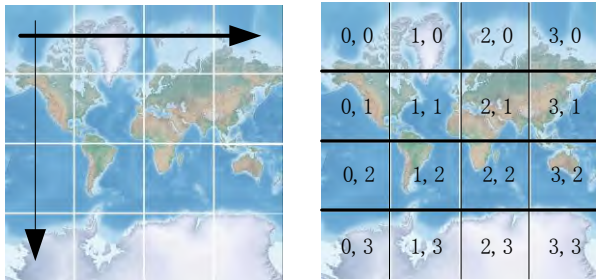 0, 0 1, 0 2, 0 3, 0
0, 1 1, 1 2, 1 3, 1
0, 2 1, 2 2, 2 3, 2
0, 3 1, 3 2, 3 3, 3